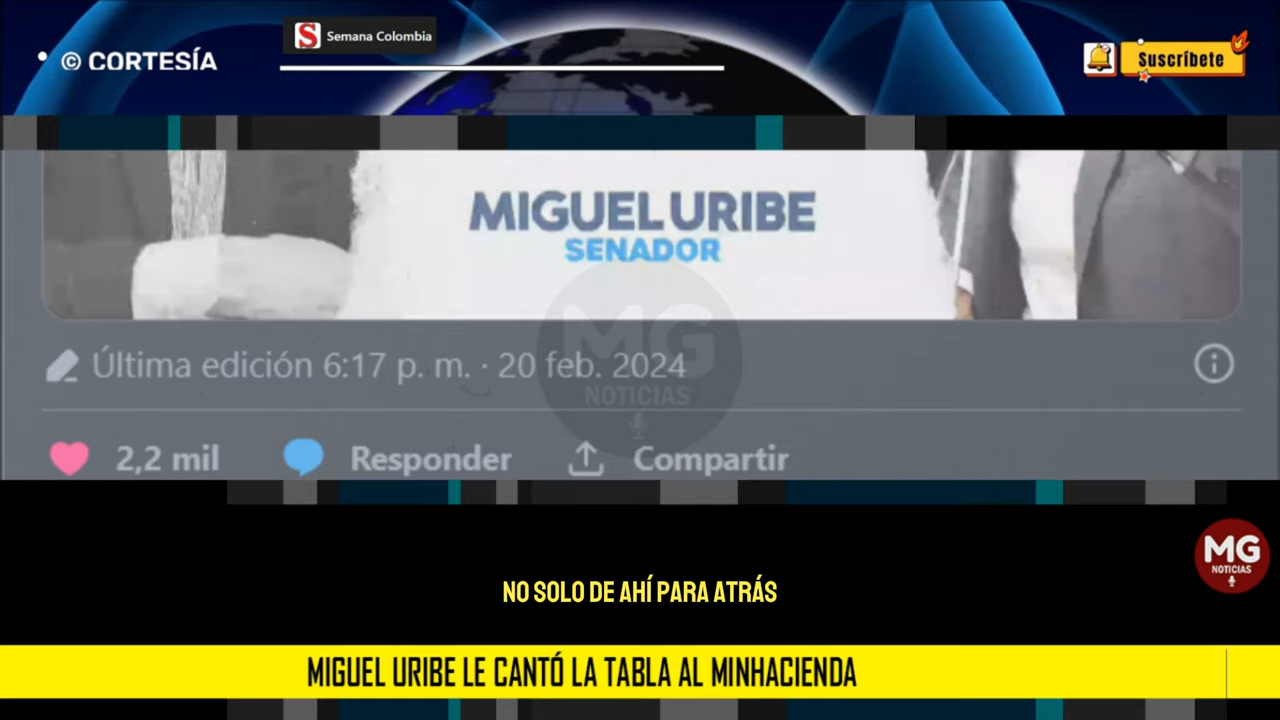 © CORTESÍA
S Semana Colombia
Suscríbete
MIGUEL URIBE
SENADOR
MG
NOTICIAS
Última edición 6:17 p. m. · 20 feb. 2024
2,2 mil Responder Compartir
MG
NOTICIAS
NO SOLO DE AHÍ PARA ATRÁS
MIGUEL URIBE LE CANTÓ LA TABLA AL MINHACIENDA